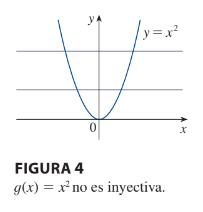 y
y = x²
0
x
FIGURA 4
g(x) = x² no es inyectiva.